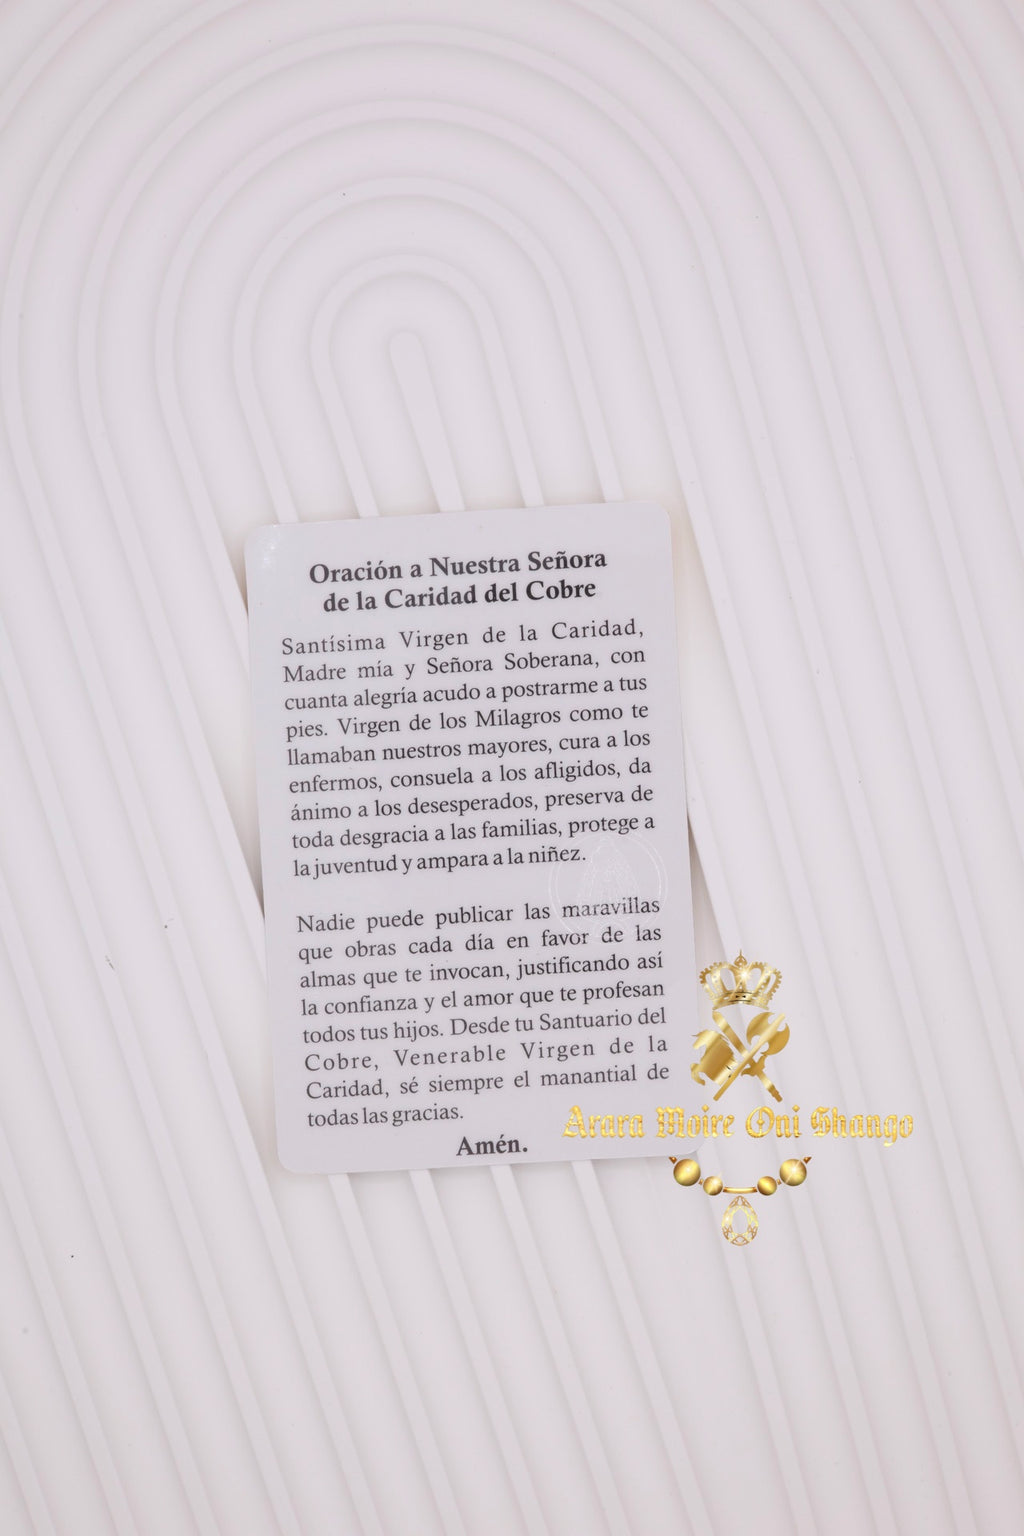 Oración a Nuestra Señora
de la Caridad del Cobre
Santísima Virgen de la Caridad,
Madre mía y Señora Soberana, con
cuanta alegría acudo a postrarme a tus
pies. Virgen de los Milagros como te
llamaban nuestros mayores, cura a los
enfermos, consuela a los afligidos, da
ánimo a los desesperados, preserva de
toda desgracia a las familias, protege a
la juventud y ampara a la niñez.
Nadie puede publicar las maravillas
que obras cada día en favor de las
almas que te invocan, justificando así
la confianza y el amor que te profesan
todos tus hijos. Desde tu Santuario del
Cobre, Venerable Virgen de la
Caridad, sé siempre el manantial de
todas las gracias.
Amén.
Arara Moire Oni Shango